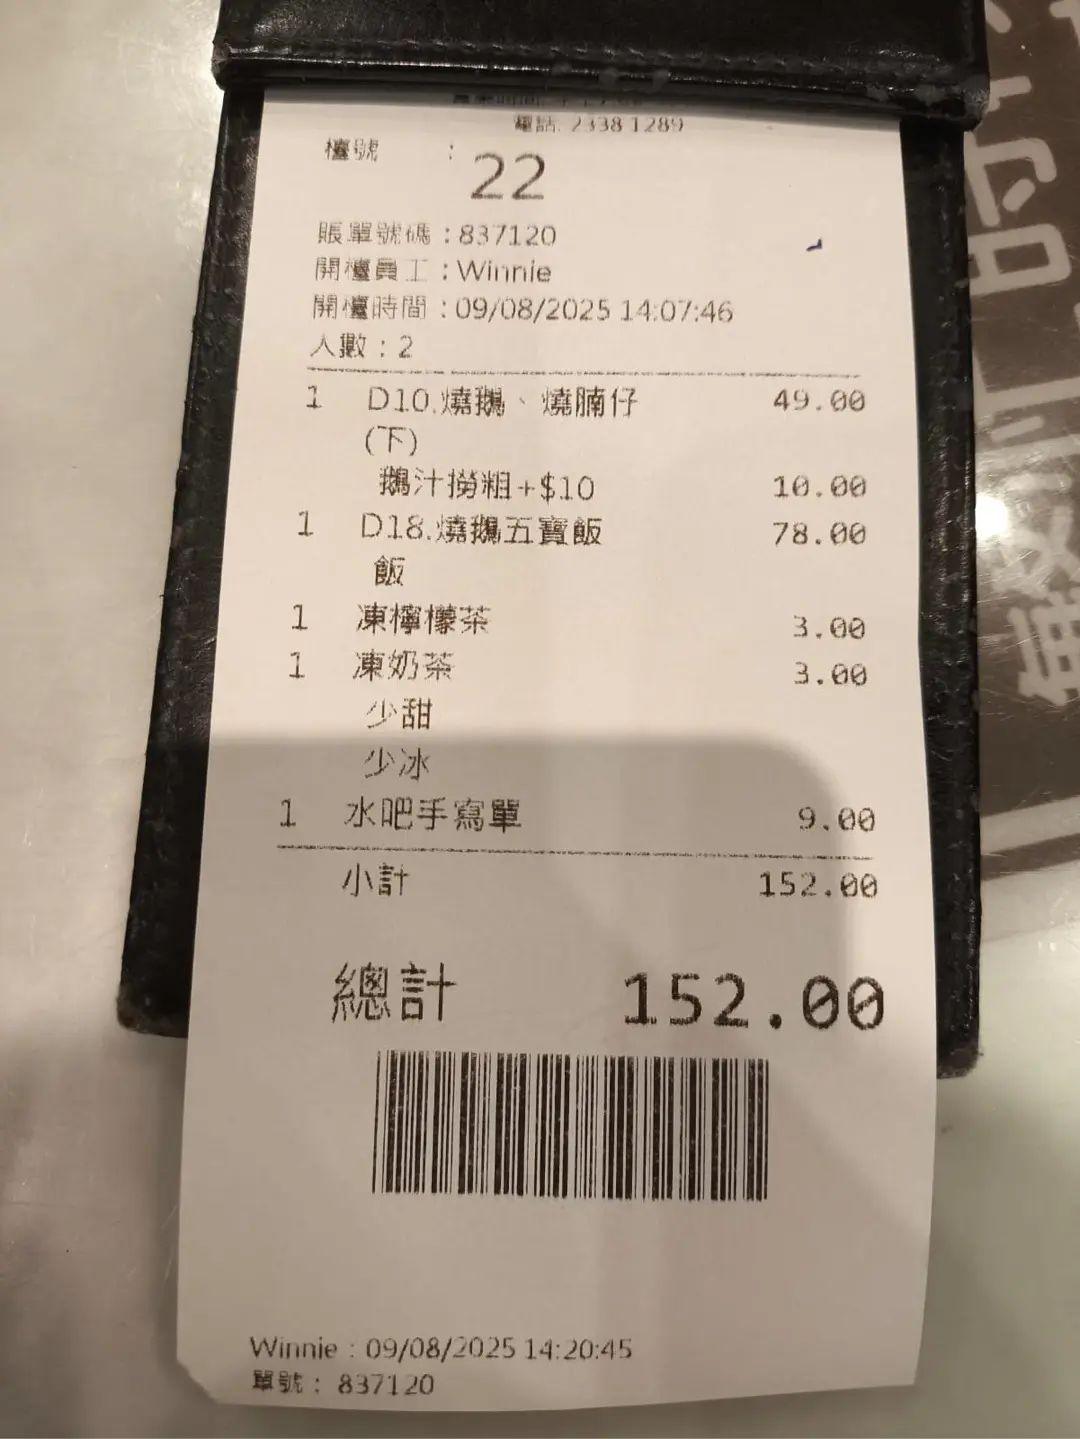 電話: 2338 1289
檯號 : 22
賬單號碼 : 837120
開檯員工 : Winnie
開檯時間 : 09/08/2025 14:07:46
人數 : 2
1 D10.燒鵝、燒腩仔 49.00
(下)
鵝汁撈粗+$10 10.00
1 D18.燒鵝五寶飯 78.00
飯
1 凍檸檬茶 3.00
1 凍奶茶 3.00
少甜
少冰
1 水吧手寫單 9.00
小計 152.00
總計 152.00
Winnie : 09/08/2025 14:20:45
單號 : 837120